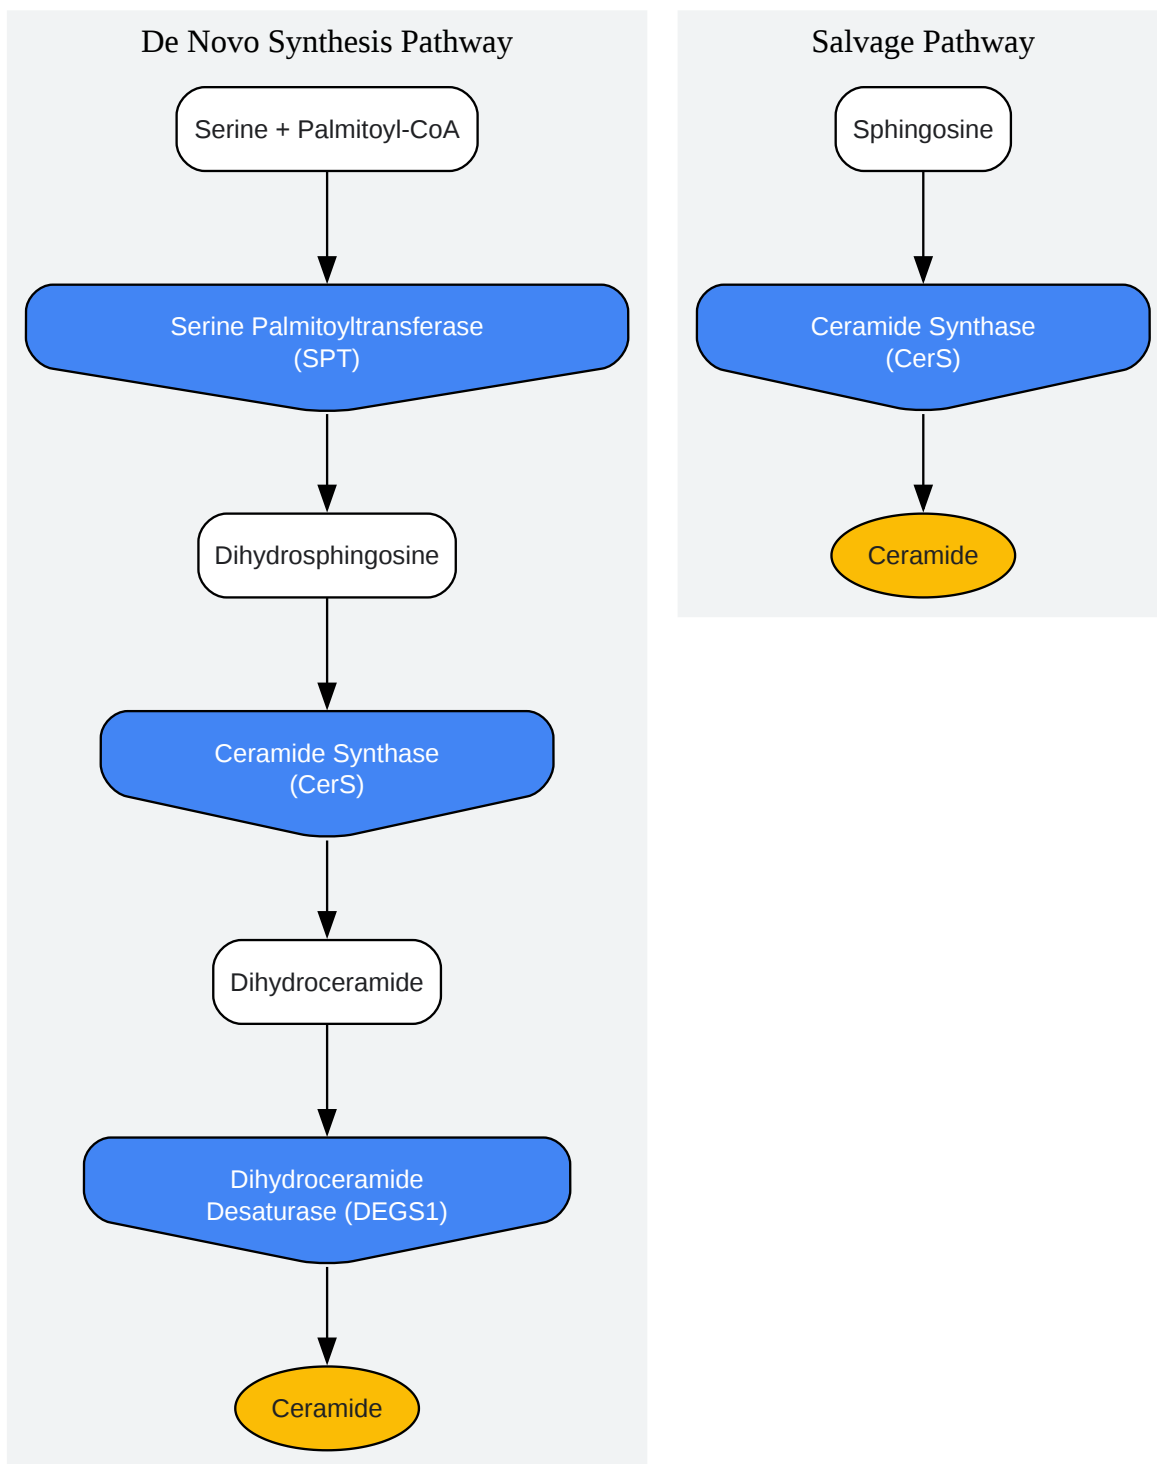 De Novo Synthesis Pathway
Serine + Palmitoyl-CoA
Serine Palmitoyltransferase
(SPT)
Dihydrosphingosine
Ceramide Synthase
(CerS)
Dihydroceramide
Dihydroceramide
Desaturase (DEGS1)
Ceramide
Salvage Pathway
Sphingosine
Ceramide Synthase
(CerS)
Ceramide